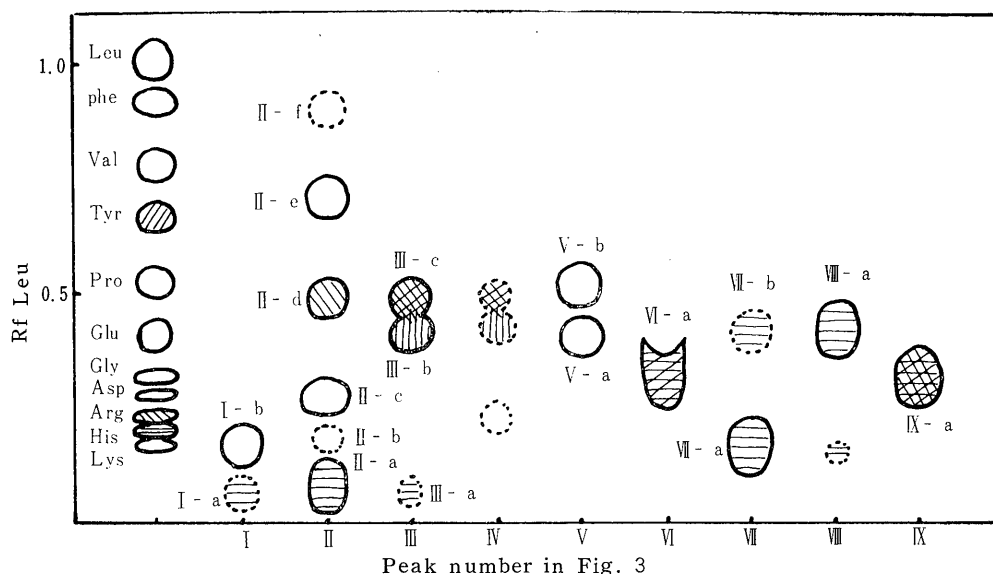 Rf Leu
1.0
0.5
Leu
phe
Val
Tyr
Pro
Glu
Gly
Asp
Arg
His
Lys
I - b
I - a
II - f
II - e
II - d
II - c
II - b
II - a
III - c
III - b
III - a
V - b
V - a
VI - a
VII - b
VII - a
VIII - a
IX - a
I II III IV V VI VII VIII IX
Peak number in Fig. 3